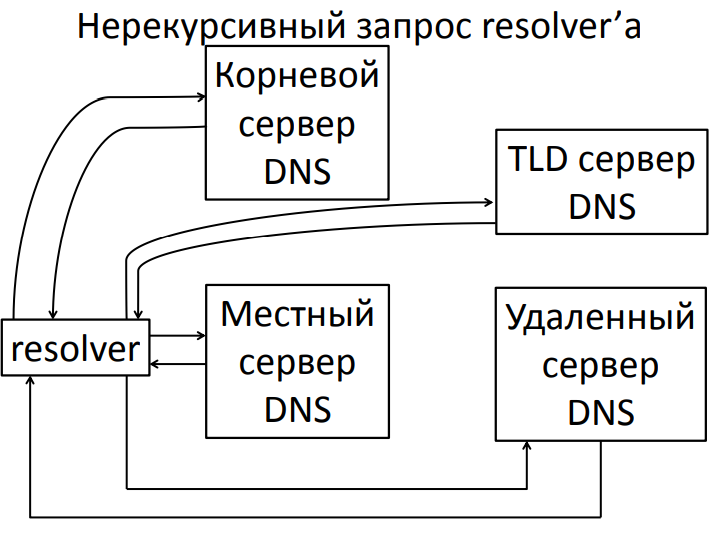 Нерекурсивный запрос resolver’а
Корневой
сервер
DNS
TLD сервер
DNS
Местный
сервер
DNS
Удаленный
сервер
DNS
resolver